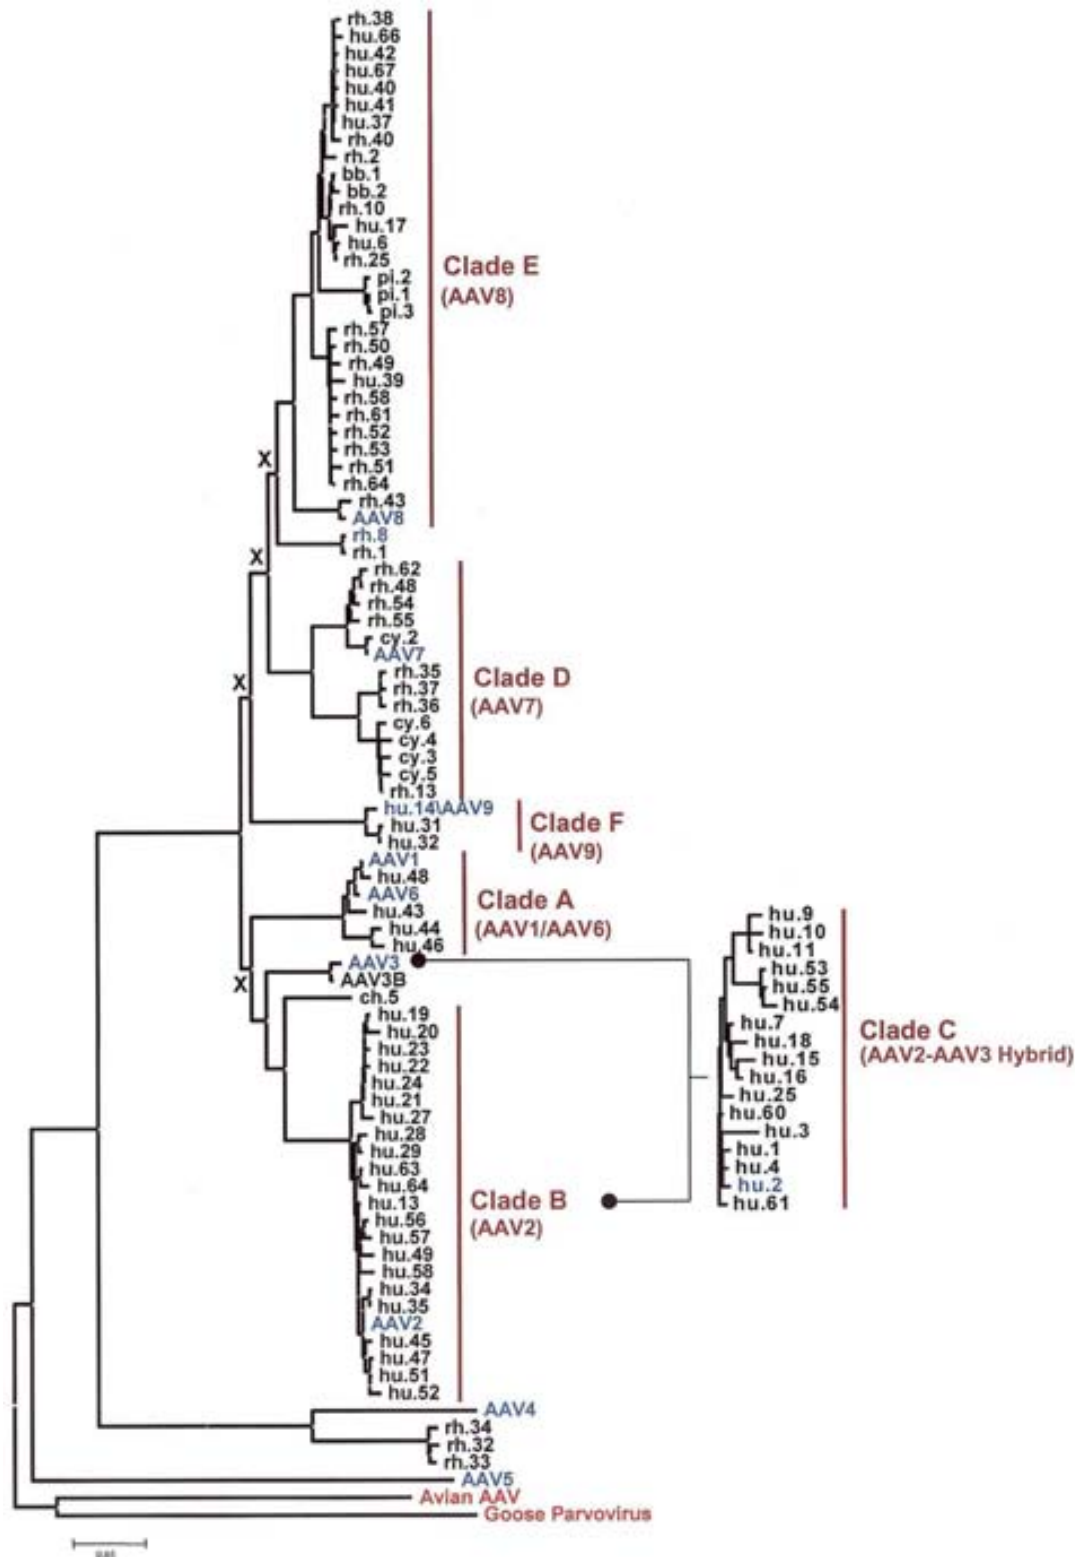 rh.38
hu.66
hu.42
hu.67
hu.40
hu.41
hu.37
rh.40
rh.2
bb.1
bb.2
rh.10
hu.17
hu.6
rh.25
pi.2
pi.1
pi.3
rh.57
rh.50
rh.49
hu.39
rh.58
rh.61
rh.52
rh.53
rh.51
rh.64
rh.43
AAV8
Clade E
(AAV8)
X
rh.8
rh.1
X
rh.62
rh.48
rh.54
rh.55
cy.2
AAV7
rh.35
rh.37
rh.36
cy.6
cy.4
cy.3
cy.5
rh.13
Clade D
(AAV7)
X
hu.14\AAV9
hu.31
hu.32
Clade F
(AAV9)
AAV1
hu.48
AAV6
hu.43
hu.44
hu.46
Clade A
(AAV1/AAV6)
X
AAV3
AAV3B
ch.5
hu.19
hu.20
hu.23
hu.22
hu.24
hu.21
hu.27
hu.28
hu.29
hu.63
hu.64
hu.13
hu.56
hu.57
hu.49
hu.58
hu.34
hu.35
AAV2
hu.45
hu.47
hu.51
hu.52
Clade B
(AAV2)
hu.9
hu.10
hu.11
hu.53
hu.55
hu.54
hu.7
hu.18
hu.15
hu.16
hu.25
hu.60
hu.3
hu.1
hu.4
hu.2
hu.61
Clade C
(AAV2-AAV3 Hybrid)
AAV4
rh.34
rh.32
rh.33
AAV5
Avian AAV
Goose Parvovirus